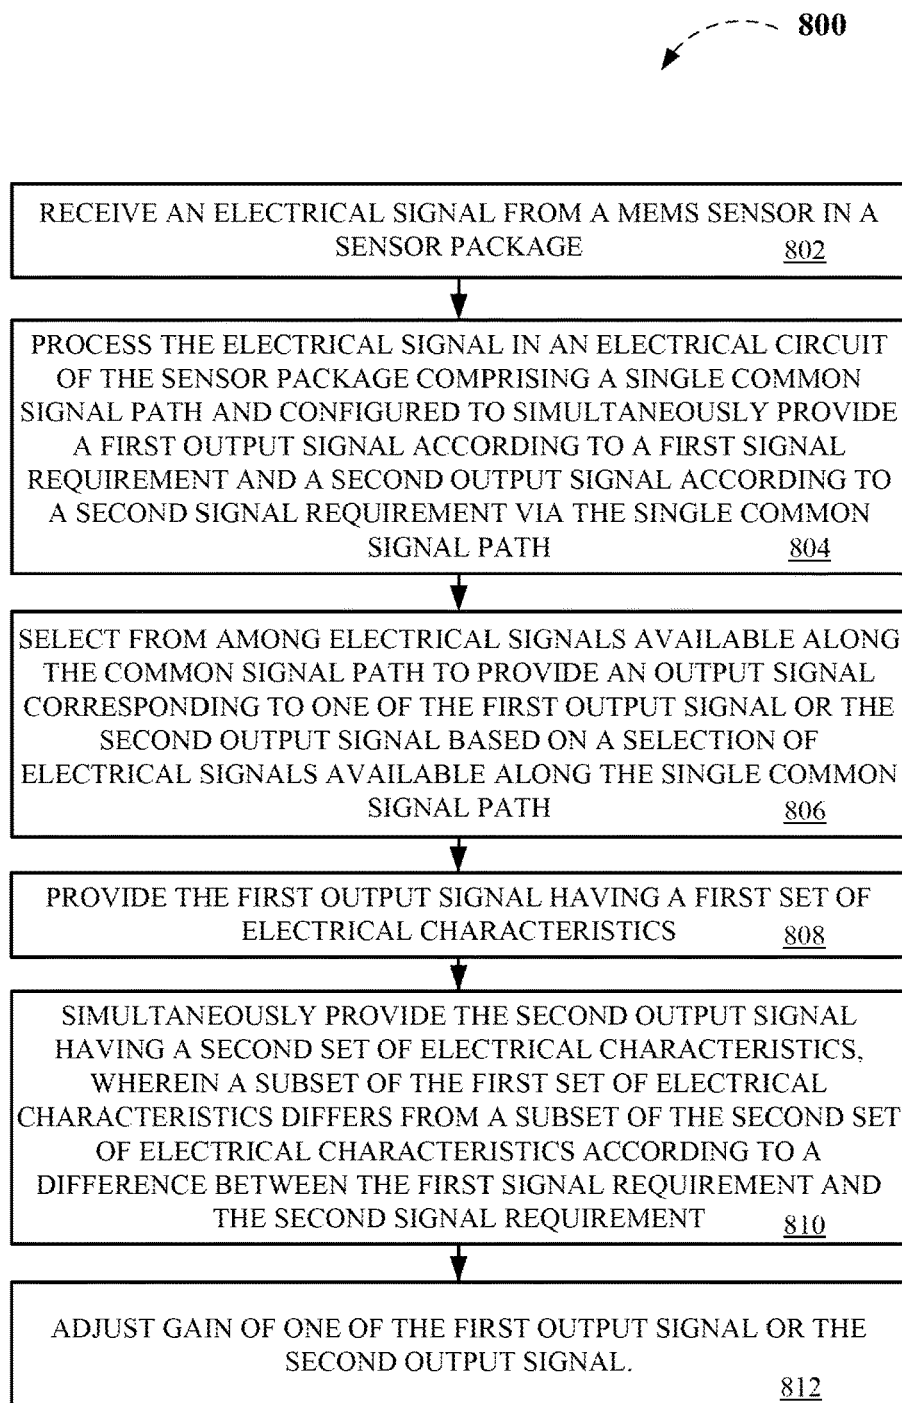 800
RECEIVE AN ELECTRICAL SIGNAL FROM A MEMS SENSOR IN A
SENSOR PACKAGE
802
PROCESS THE ELECTRICAL SIGNAL IN AN ELECTRICAL CIRCUIT
OF THE SENSOR PACKAGE COMPRISING A SINGLE COMMON
SIGNAL PATH AND CONFIGURED TO SIMULTANEOUSLY PROVIDE
A FIRST OUTPUT SIGNAL ACCORDING TO A FIRST SIGNAL
REQUIREMENT AND A SECOND OUTPUT SIGNAL ACCORDING TO
A SECOND SIGNAL REQUIREMENT VIA THE SINGLE COMMON
SIGNAL PATH
804
SELECT FROM AMONG ELECTRICAL SIGNALS AVAILABLE ALONG
THE COMMON SIGNAL PATH TO PROVIDE AN OUTPUT SIGNAL
CORRESPONDING TO ONE OF THE FIRST OUTPUT SIGNAL OR THE
SECOND OUTPUT SIGNAL BASED ON A SELECTION OF
ELECTRICAL SIGNALS AVAILABLE ALONG THE SINGLE COMMON
SIGNAL PATH
806
PROVIDE THE FIRST OUTPUT SIGNAL HAVING A FIRST SET OF
ELECTRICAL CHARACTERISTICS
808
SIMULTANEOUSLY PROVIDE THE SECOND OUTPUT SIGNAL
HAVING A SECOND SET OF ELECTRICAL CHARACTERISTICS,
WHEREIN A SUBSET OF THE FIRST SET OF ELECTRICAL
CHARACTERISTICS DIFFERS FROM A SUBSET OF THE SECOND SET
OF ELECTRICAL CHARACTERISTICS ACCORDING TO A
DIFFERENCE BETWEEN THE FIRST SIGNAL REQUIREMENT AND
THE SECOND SIGNAL REQUIREMENT
810
ADJUST GAIN OF ONE OF THE FIRST OUTPUT SIGNAL OR THE
SECOND OUTPUT SIGNAL.
812